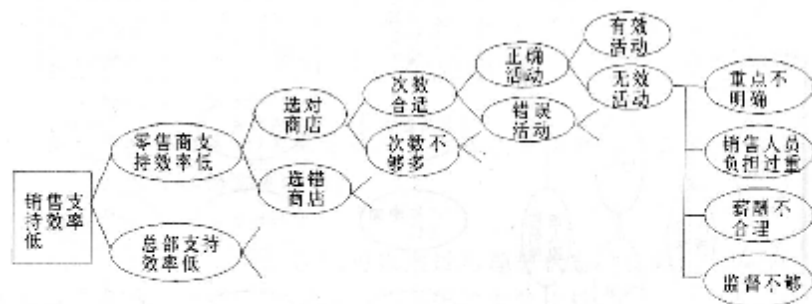 销售支
持效率
低
零售商支
持效率低
总部支持
效率低
选对
商店
选错
商店
次数
合适
次数不
够多
正确
活动
错误
活动
有效
活动
无效
活动
重点不
明确
销售人员
负担过重
薪酬不
合理
监督不够